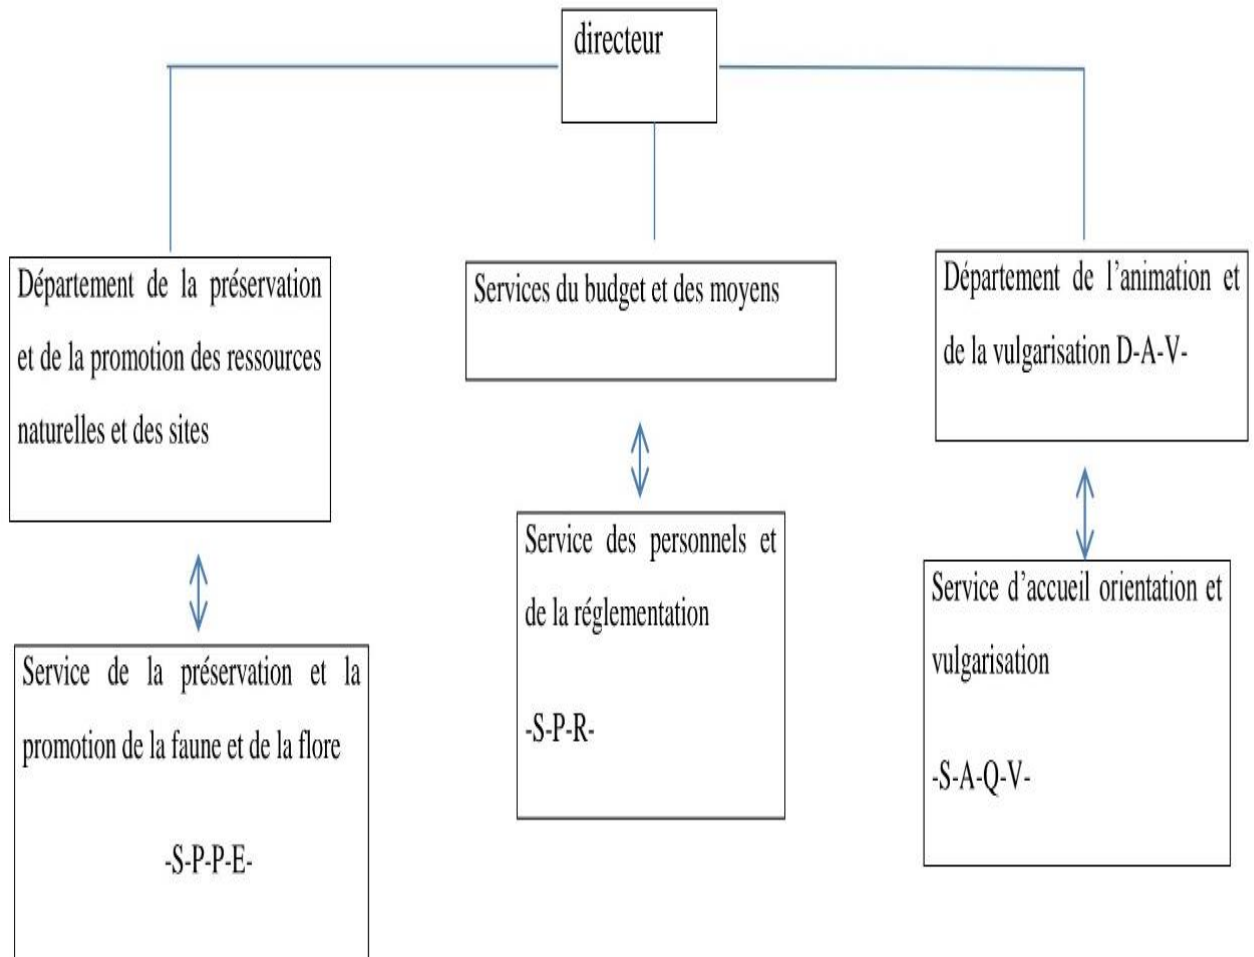 directeur
Département de la préservation
et de la promotion des ressources
naturelles et des sites
Services du budget et des moyens
Département de l’animation et
de la vulgarisation D-A-V-
Service de la préservation et la
promotion de la faune et de la flore
-S-P-P-E-
Service des personnels et
de la réglementation
-S-P-R-
Service d’accueil orientation et
vulgarisation
-S-A-Q-V-